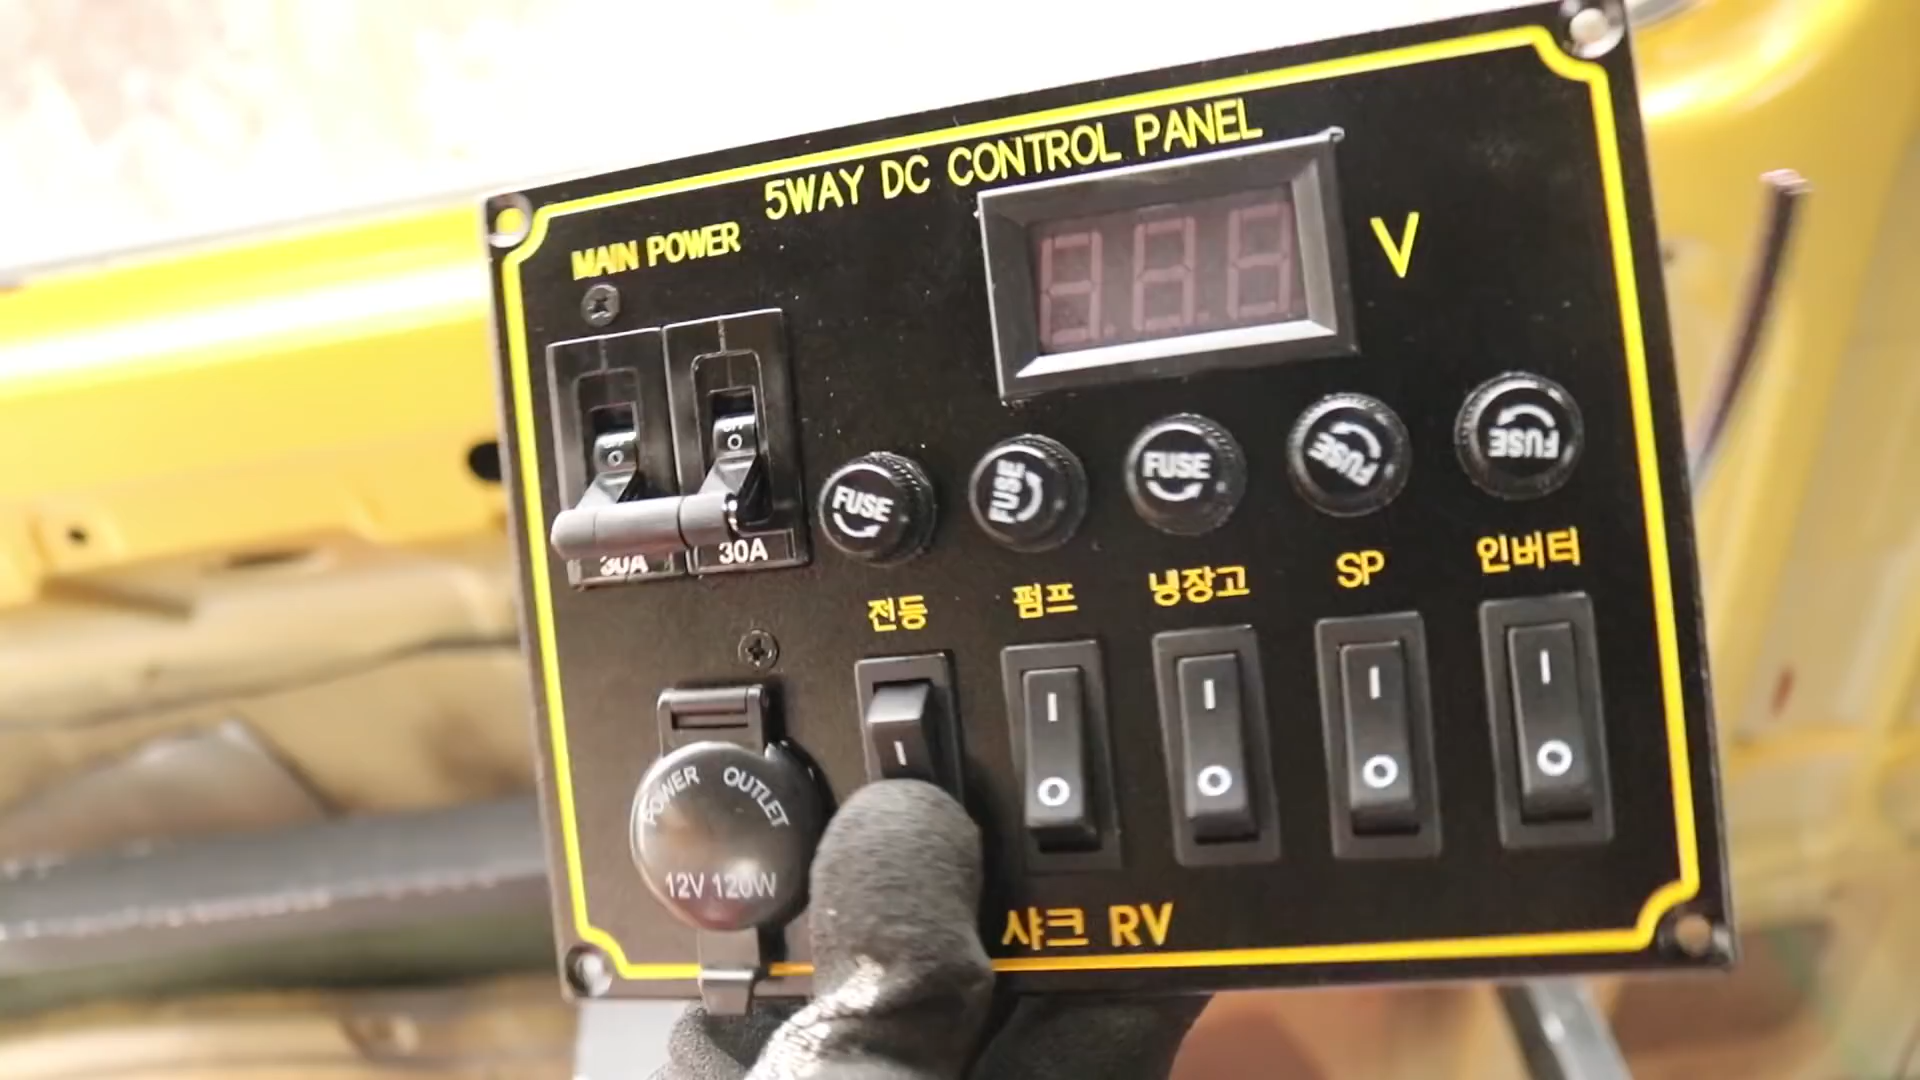 5WAY DC CONTROL PANEL
MAIN POWER
V
OFF
30A
30A
FUSE
FUSE
FUSE
FUSE
FUSE
전등
펌프
냉장고
SP
인버터
POWER OUTLET
12V 120W
샤크 RV